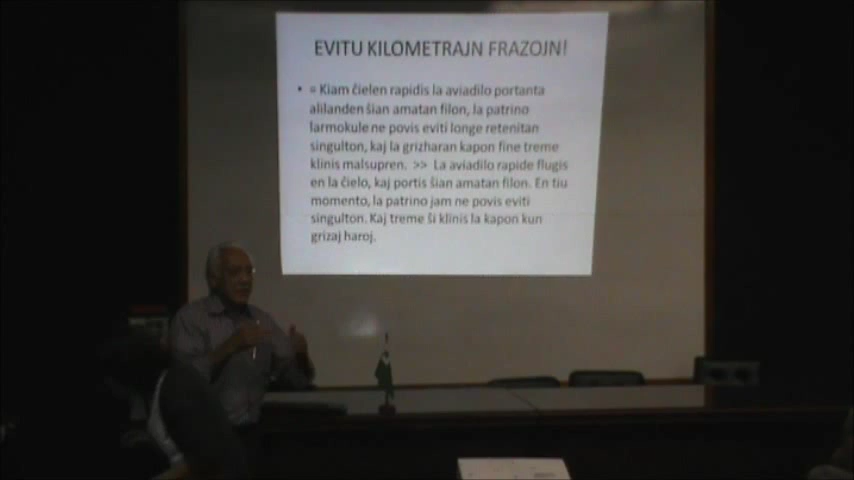 EVITU KILOMETRAJN FRAZOJN!
• = Kiam ĉielen rapidis la aviadilo portanta
alilanden ŝian amatan filon, la patrino
larmokule ne povis eviti longe retenitan
singulton, kaj la grizharan kapon fine treme
klinis malsupren. >> La aviadilo rapide flugis
en la ĉielo, kaj portis ŝian amatan filon. En tiu
momento, la patrino jam ne povis eviti
singulton. Kaj treme ŝi klinis la kapon kun
grizaj haroj.